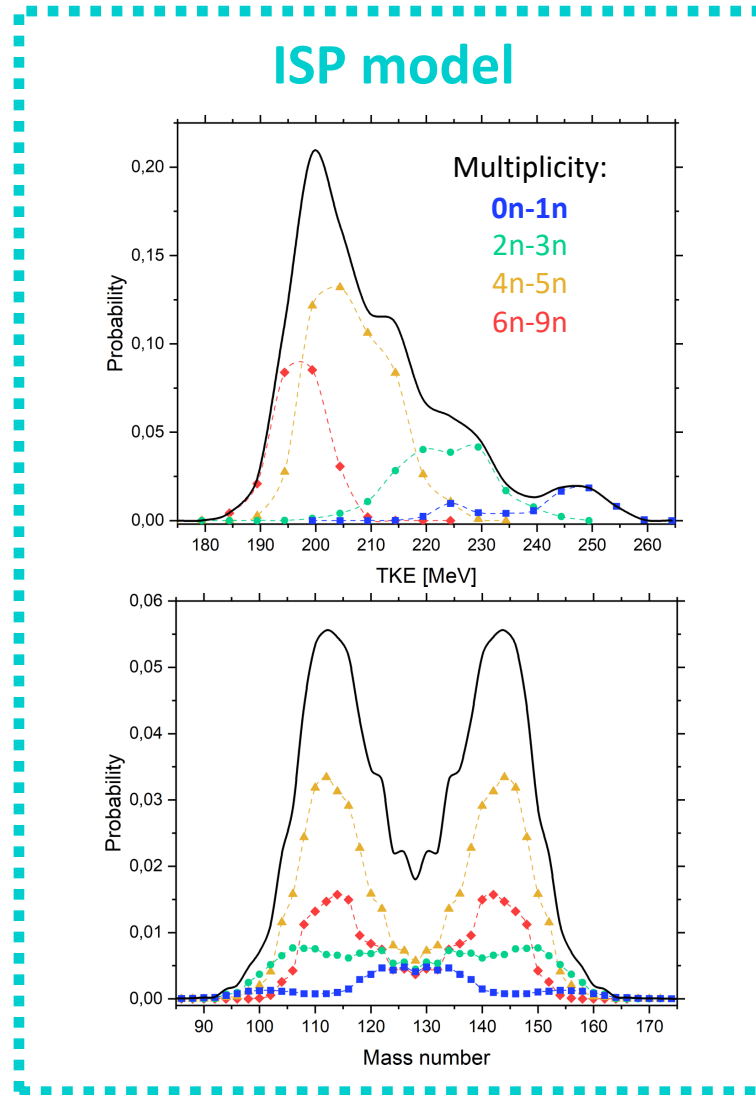 ISP model
Multiplicity:
0n-1n
2n-3n
4n-5n
6n-9n
Probability
0,20
0,15
0,10
0,05
0,00
180 190 200 210 220 230 240 250 260
TKE [MeV]
Probability
0,06
0,05
0,04
0,03
0,02
0,01
0,00
90 100 110 120 130 140 150 160 170
Mass number